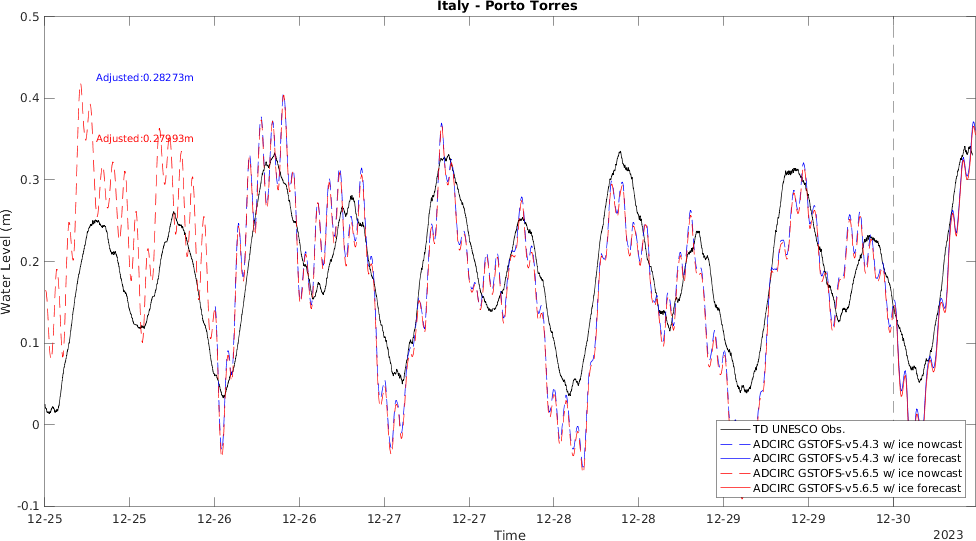 Italy - Porto Torres
0.5
0.4
0.3
0.2
0.1
0
-0.1
Water Level (m)
Adjusted:0.28273m
Adjusted:0.27993m
TD UNESCO Obs.
ADCIRC GSTOFS-v5.4.3 w/ ice nowcast
ADCIRC GSTOFS-v5.4.3 w/ ice forecast
ADCIRC GSTOFS-v5.6.5 w/ ice nowcast
ADCIRC GSTOFS-v5.6.5 w/ ice forecast
12-25 12-25 12-26 12-26 12-27 12-27 12-28 12-28 12-29 12-29 12-30
Time
2023